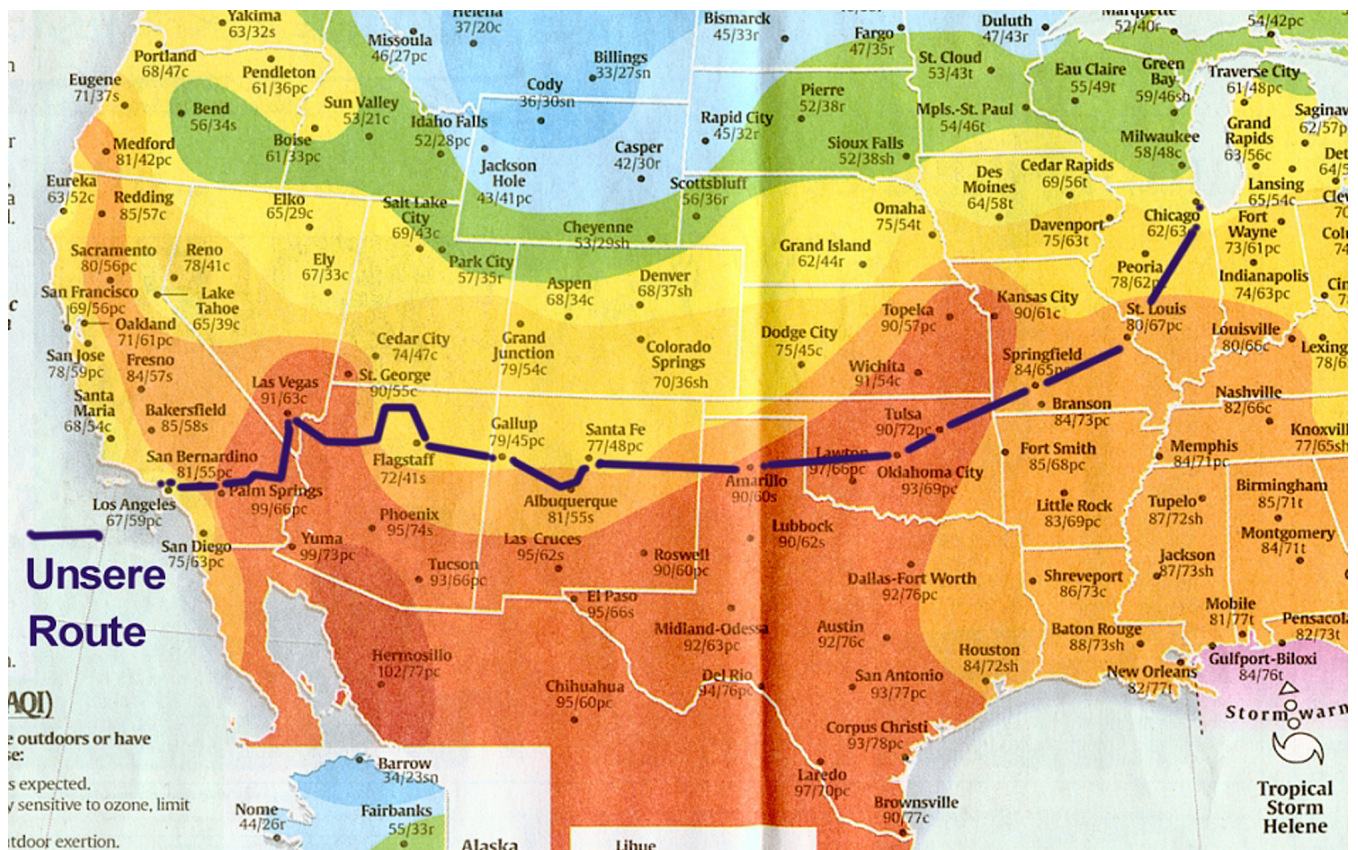 Yakima
63/32s
Helena
37/20c
Bismarck
45/33r
Duluth
47/43r
52/40r
54/42pc
Portland
68/47c
Missoula
46/27pc
Fargo
47/35r
Pendleton
61/36pc
Billings
33/27sn
St. Cloud
53/43t
Eau Claire
55/49t
Green
Bay
59/46sh
Traverse City
61/48pc
Eugene
71/37s
Bend
56/34s
Sun Valley
53/21c
Cody
36/30sn
Pierre
52/38r
Idaho Falls
52/28pc
Rapid City
45/32r
Mpls.-St. Paul
54/46t
Grand
Rapids
63/56c
Saginaw
62/57p
Medford
81/42pc
Boise
61/33pc
Casper
42/30r
Sioux Falls
52/38sh
Milwaukee
58/48c
Det
64/5
Jackson
Hole
43/41pc
Scottsbluff
56/36r
Des
Moines
64/58t
Cedar Rapids
69/56t
Lansing
65/54c
Eureka
63/52c
Redding
85/57c
Elko
65/29c
Salt Lake
City
69/43c
Cheyenne
53/29sh
Omaha
75/54t
Davenport
75/63t
Chicago
62/63
Fort
Wayne
73/61pc
Clev
70
Sacramento
80/56pc
Reno
78/41c
Ely
67/33c
Park City
57/35r
Grand Island
62/44r
Peoria
78/62p
Indianapolis
74/63pc
Colu
74
San Francisco
69/56pc
Lake
Tahoe
65/39c
Aspen
68/34c
Denver
68/37sh
Topeka
90/57pc
Kansas City
90/61c
St. Louis
80/67pc
Cin
Oakland
71/61pc
Cedar City
74/47c
Grand
Junction
79/54c
Colorado
Springs
70/36sh
Dodge City
75/45c
Louisville
80/66c
Lexing
78/6
San Jose
78/59pc
Fresno
84/57s
St. George
90/55c
Wichita
91/54c
Springfield
84/65pc
Las Vegas
91/63c
Nashville
82/66c
Santa
Maria
68/54c
Bakersfield
85/58s
Gallup
79/45pc
Santa Fe
77/48pc
Tulsa
90/72pc
Branson
84/73pc
Knoxvil
77/65sh
San Bernardino
81/55pc
Flagstaff
72/41s
Lawton
97/66pc
Fort Smith
85/68pc
Memphis
84/71pc
Los Angeles
67/59pc
Palm Springs
99/66pc
Albuquerque
81/55s
Amarillo
90/60s
Oklahoma City
93/69pc
Birmingham
85/71t
Phoenix
95/74s
Lubbock
90/62s
Little Rock
83/69pc
Tupelo
87/72sh
San Diego
75/63pc
Yuma
99/73pc
Las Cruces
95/62s
Montgomery
84/71t
Unsere
Route
Tucson
93/66pc
Roswell
90/60pc
Dallas-Fort Worth
92/76pc
Shreveport
86/73c
Jackson
87/73sh
El Paso
95/66s
Mobile
81/77t
Pensacola
82/73t
Midland-Odessa
92/63pc
Austin
92/76c
Houston
84/72sh
Baton Rouge
88/73sh
Hermosillo
102/77pc
Del Rio
94/76pc
San Antonio
93/77pc
New Orleans
82/77t
Gulfport-Biloxi
84/76t
Chihuahua
95/60pc
AQI)
Storm warn
Corpus Christi
93/78pc
e outdoors or have
se:
Barrow
34/23sn
Laredo
97/70pc
s expected.
y sensitive to ozone, limit
Tropical
Storm
Helene
Nome
44/26r
Fairbanks
55/33r
Brownsville
90/77c
utdoor exertion.
Alaska
Lihue